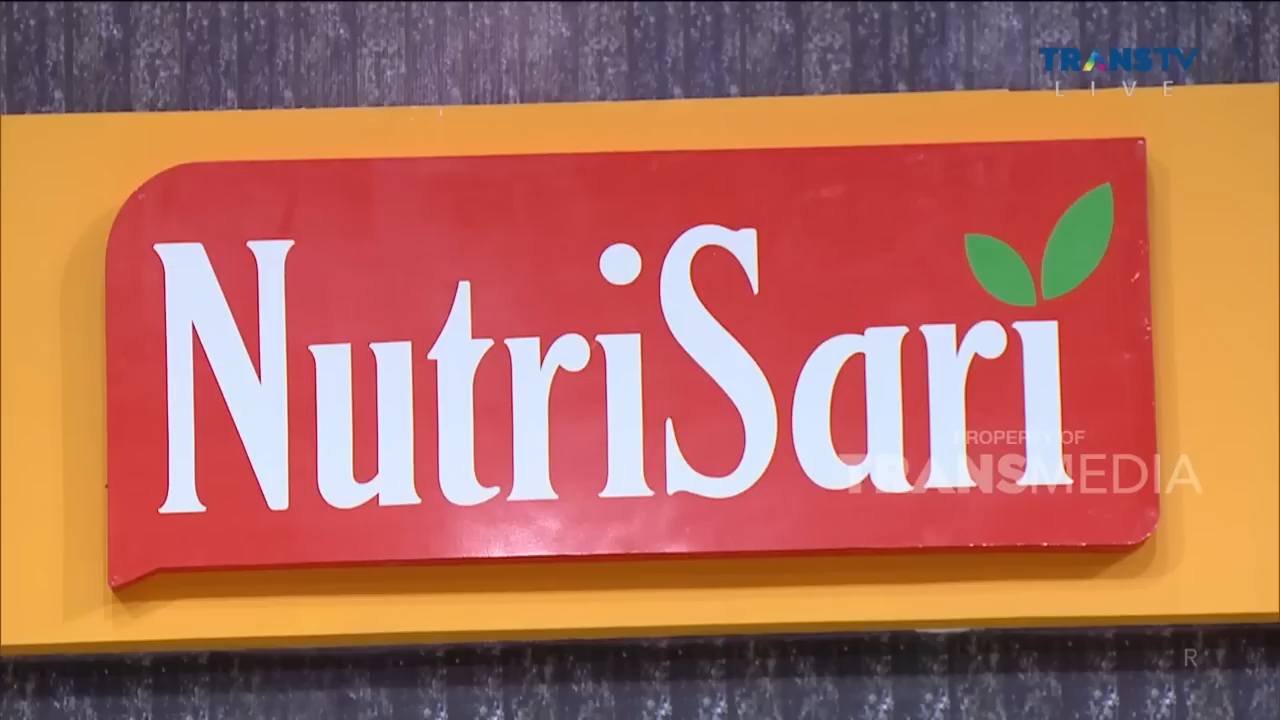 TRANSTV
LIVE
NutriSari
PROPERTY OF
TRANSMEDIA
R